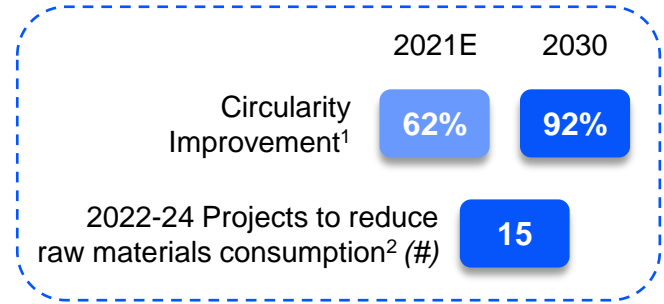 2021E 2030
Circularity
Improvement¹ 62% 92%
2022-24 Projects to reduce
raw materials consumption² (#) 15